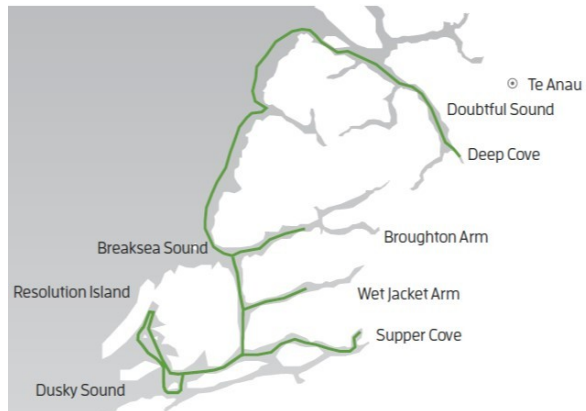 Te Anau
Doubtful Sound
Deep Cove
Broughton Arm
Breaksea Sound
Resolution Island
Wet Jacket Arm
Supper Cove
Dusky Sound